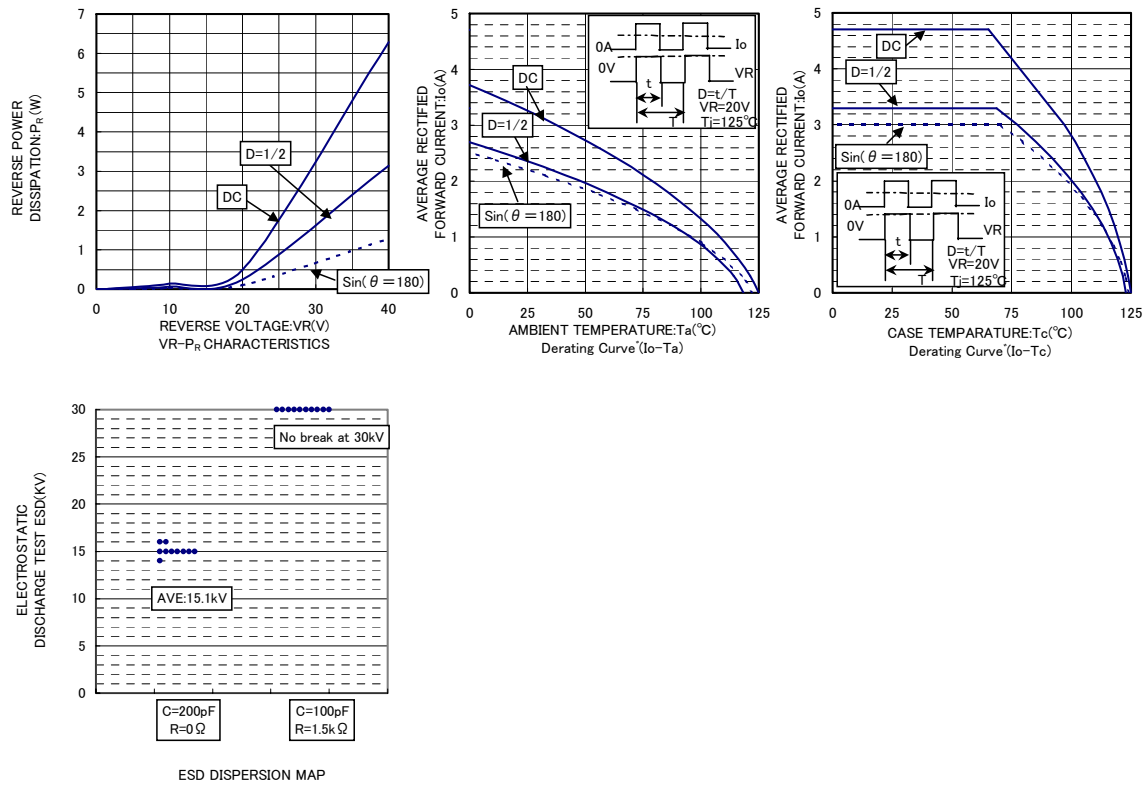 REVERSE POWER
DISSIPATION:PR (W)
7
6
5
4
3
2
1
0
D=1/2
DC
Sin(θ=180)
0
10
20
30
40
REVERSE VOLTAGE:VR(V)
VR-PR CHARACTERISTICS
AVERAGE RECTIFIED
FORWARD CURRENT:Io(A)
5
4
3
2
1
0
DC
D=1/2
Sin(θ=180)
0A
0V
Io
VR
t
T
D=t/T
VR=20V
Tj=125°C
0
25
50
75
100
125
AMBIENT TEMPERATURE:Ta(°C)
Derating Curve"(Io-Ta)
AVERAGE RECTIFIED
FORWARD CURRENT:Io(A)
5
4
3
2
1
0
DC
D=1/2
Sin(θ=180)
0A
0V
Io
VR
t
T
D=t/T
VR=20V
Tj=125°C
0
25
50
75
100
125
CASE TEMPARATURE:Tc(°C)
Derating Curve"(Io-Tc)
ELECTROSTATIC
DISCHARGE TEST ESD(KV)
30
25
20
15
10
5
0
No break at 30kV
AVE:15.1kV
C=200pF
R=0Ω
C=100pF
R=1.5kΩ
ESD DISPERSION MAP